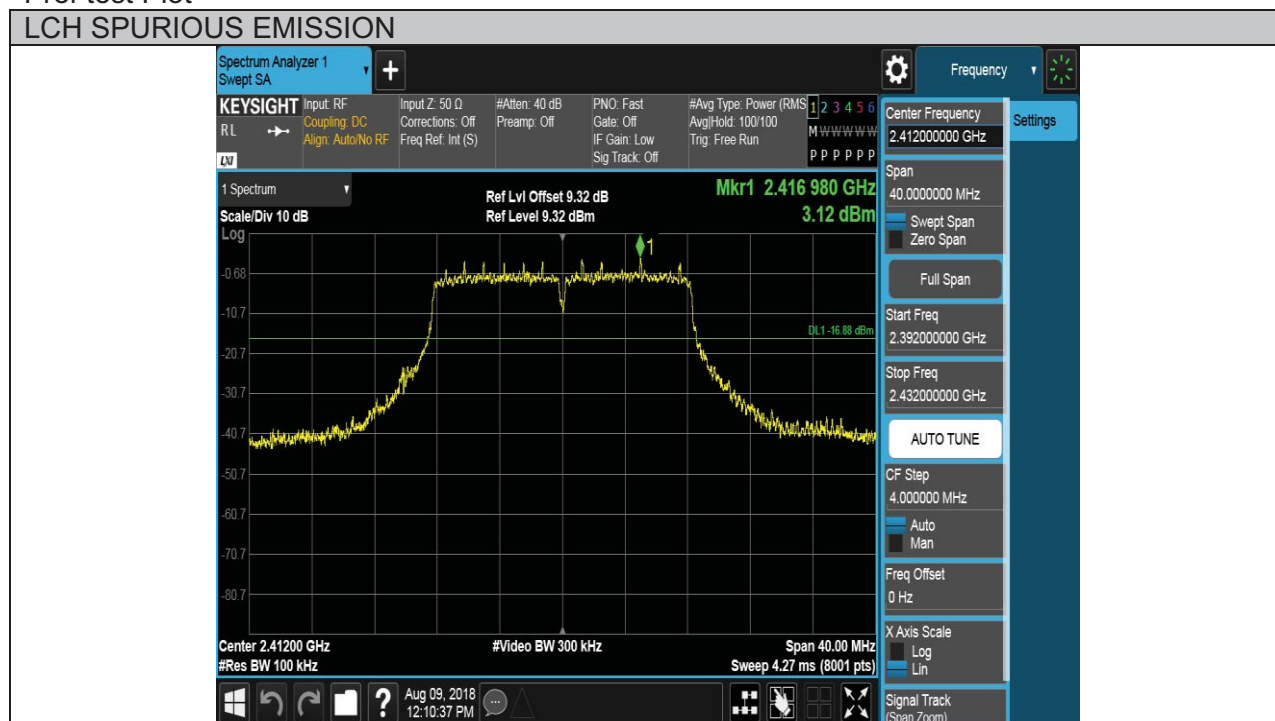 LCH SPURIOUS EMISSION
Spectrum Analyzer 1
Swept SA
+
Frequency
KEYSIGHT
RL
LXI
Input: RF
Coupling: DC
Align: Auto/No RF
Input Z: 50 Ω
Corrections: Off
Freq Ref: Int (S)
#Atten: 40 dB
Preamp: Off
PNO: Fast
Gate: Off
IF Gain: Low
Sig Track: Off
#Avg Type: Power (RMS
Avg|Hold: 100/100
Trig: Free Run
1 2 3 4 5 6
M W W W W W
P P P P P P
1 Spectrum
Scale/Div 10 dB
Log
Ref Lvl Offset 9.32 dB
Ref Level 9.32 dBm
Mkr1 2.416 980 GHz
3.12 dBm
1
-0.68
-10.7
DL1 -16.88 dBm
-20.7
-30.7
-40.7
-50.7
-60.7
-70.7
-80.7
Center 2.41200 GHz
#Res BW 100 kHz
#Video BW 300 kHz
Span 40.00 MHz
Sweep 4.27 ms (8001 pts)
?
Aug 09, 2018
12:10:37 PM
Center Frequency
2.412000000 GHz
Settings
Span
40.0000000 MHz
Swept Span
Zero Span
Full Span
Start Freq
2.392000000 GHz
Stop Freq
2.432000000 GHz
AUTO TUNE
CF Step
4.000000 MHz
Auto
Man
Freq Offset
0 Hz
X Axis Scale
Log
Lin
Signal Track
(Span Zoom)